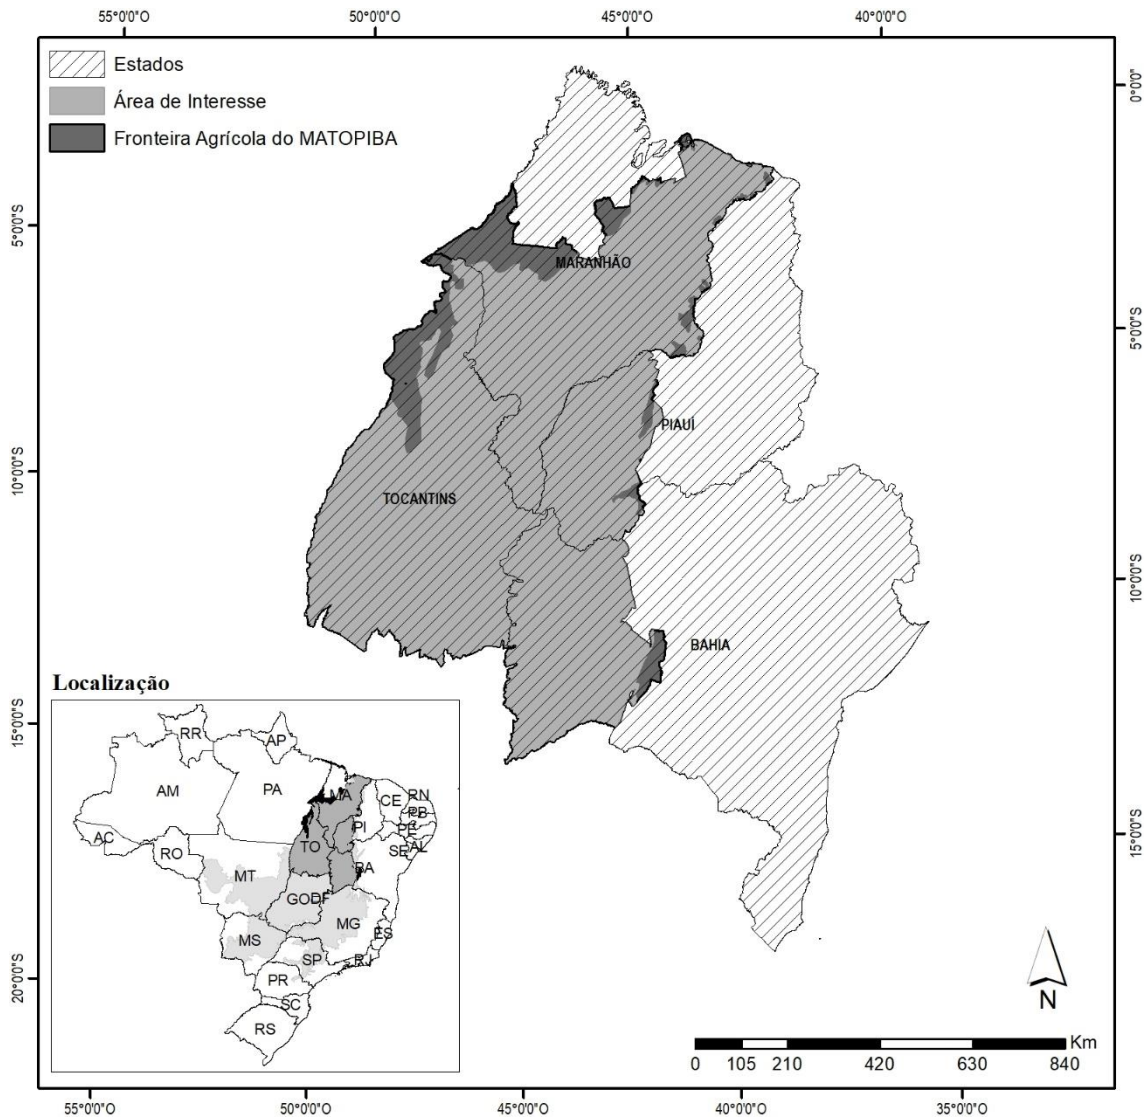 55°0'0"O 50°0'0"O 45°0'0"O 40°0'0"O
Estados
Área de Interesse
Fronteira Agrícola do MATOPIBA
0°0'0"
5°0'0"S
MARANHÃO
5°0'0"S
PIAUÍ
10°0'0"S
TOCANTINS
10°0'0"S
BAHIA
Localização
15°0'0"S
RR AP
AM PA MA CE RN
PB
AC PI PE
TO SE AL
RO BA
MT
GO DF
MG
MS ES
SP RJ
PR
SC
RS
15°0'0"S
20°0'0"S
N
Km
0 105 210 420 630 840
55°0'0"O 50°0'0"O 45°0'0"O 40°0'0"O 35°0'0"O